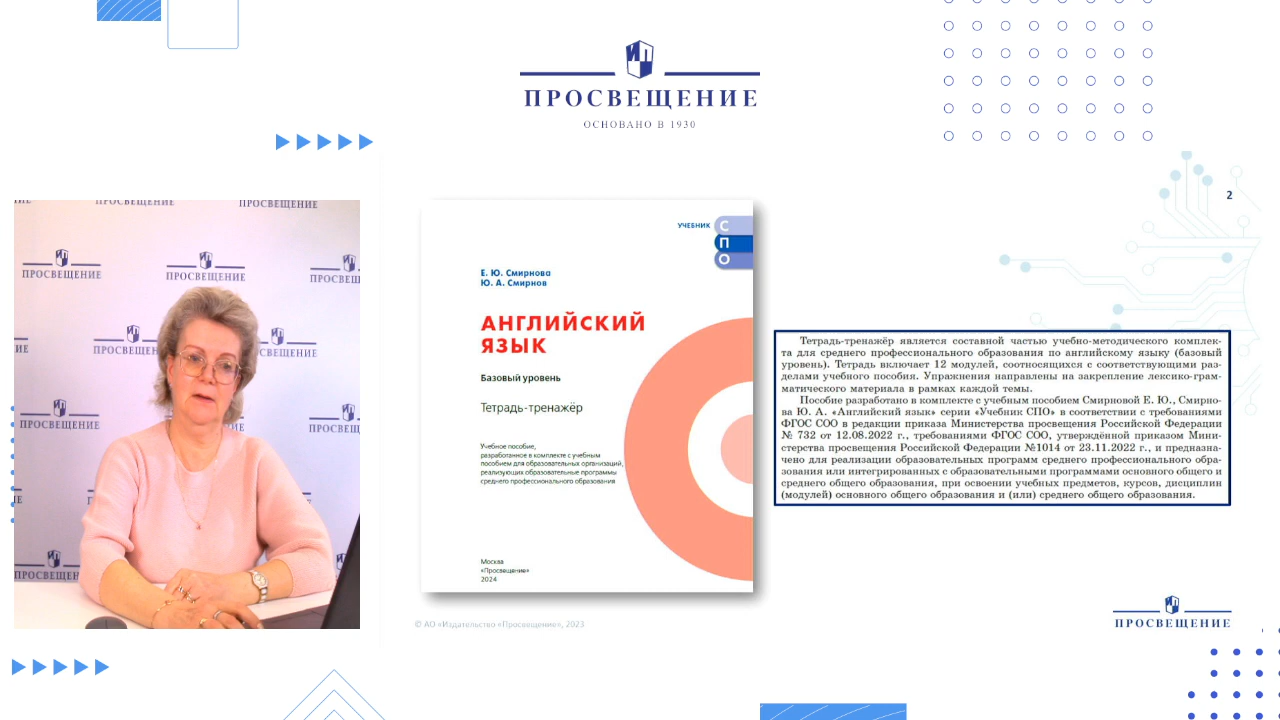 ПРОСВЕЩЕНИЕ
ОСНОВАНО В 1930
ПРОСВЕЩЕНИЕ
ПРОСВЕЩЕНИЕ
ПРОСВЕЩЕНИЕ
ПРОСВЕЩЕНИЕ
2
УЧЕБНИК
С
П
О
Е. Ю. Смирнова
Ю. А. Смирнов
АНГЛИЙСКИЙ
ЯЗЫК
Базовый уровень
Тетрадь-тренажёр
Учебное пособие,
разработанное в комплекте с учебным
пособием для образовательных организаций,
реализующих образовательные программы
среднего профессионального образования
Москва
«Просвещение»
2024
Тетрадь-тренажёр является составной частью учебно-методического комплек-
та для среднего профессионального образования по английскому языку (базовый
уровень). Тетрадь включает 12 модулей, соотносящихся с соответствующими раз-
делами учебного пособия. Упражнения направлены на закрепление лексико-грам-
матического материала в рамках каждой темы.
Пособие разработано в комплекте с учебным пособием Смирновой Е. Ю., Смирно-
ва Ю. А. «Английский язык» серии «Учебник СПО» в соответствии с требованиями
ФГОС СОО в редакции приказа Министерства просвещения Российской Федерации
№ 732 от 12.08.2022 г., требованиями ФГОС СОО, утверждённой приказом Мини-
стерства просвещения Российской Федерации №1014 от 23.11.2022 г., и предназна-
чено для реализации образовательных программ среднего профессионального обра-
зования или интегрированных с образовательными программами основного общего и
среднего общего образования, при освоении учебных предметов, курсов, дисциплин
(модулей) основного общего образования и (или) среднего общего образования.
© АО «Издательство «Просвещение», 2023
ПРОСВЕЩЕНИЕ